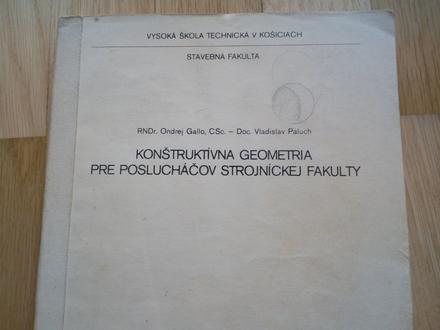 VYSOKÁ ŠKOLA TECHNICKÁ V KOŠICIACH
STAVEBNÁ FAKULTA
RNDr. Ondrej Gallo, CSc. – Doc. Vladislav Paluch
KONŠTRUKTÍVNA GEOMETRIA
PRE POSLUCHÁČOV STROJNÍCKEJ FAKULTY